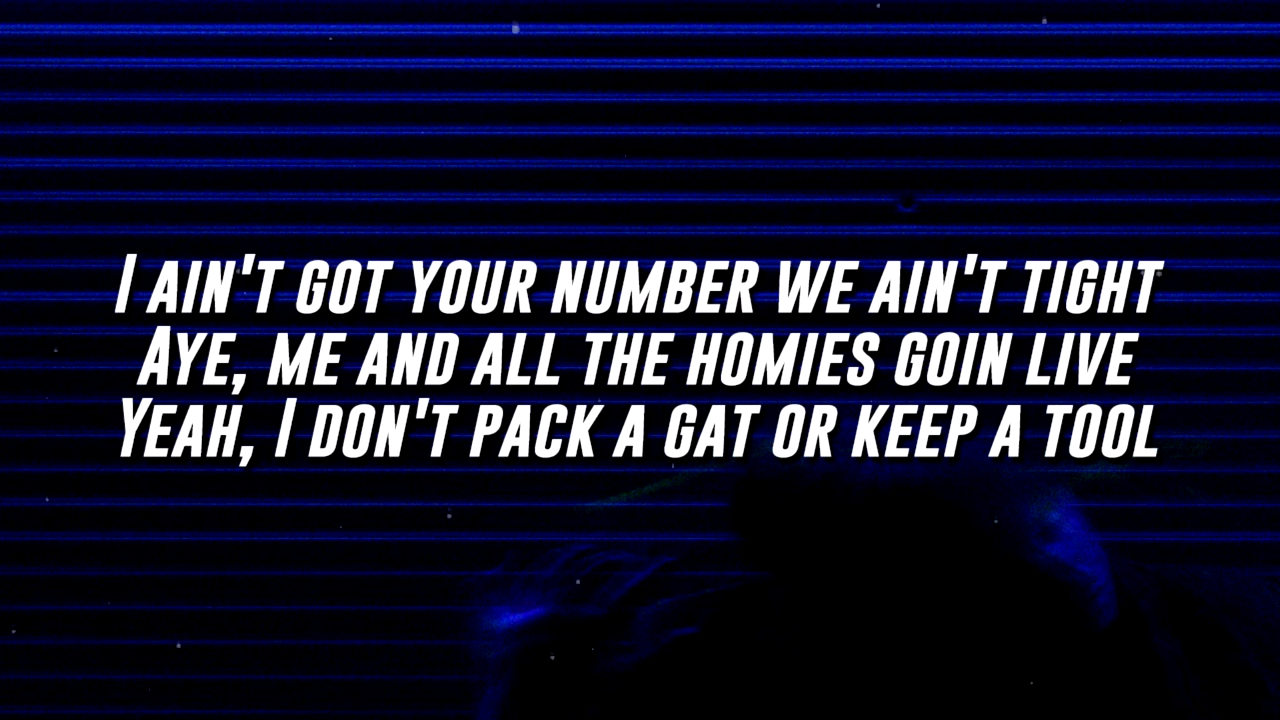 I AIN'T GOT YOUR NUMBER WE AIN'T TIGHT
AYE, ME AND ALL THE HOMIES GOIN LIVE
YEAH, I DON'T PACK A GAT OR KEEP A TOOL